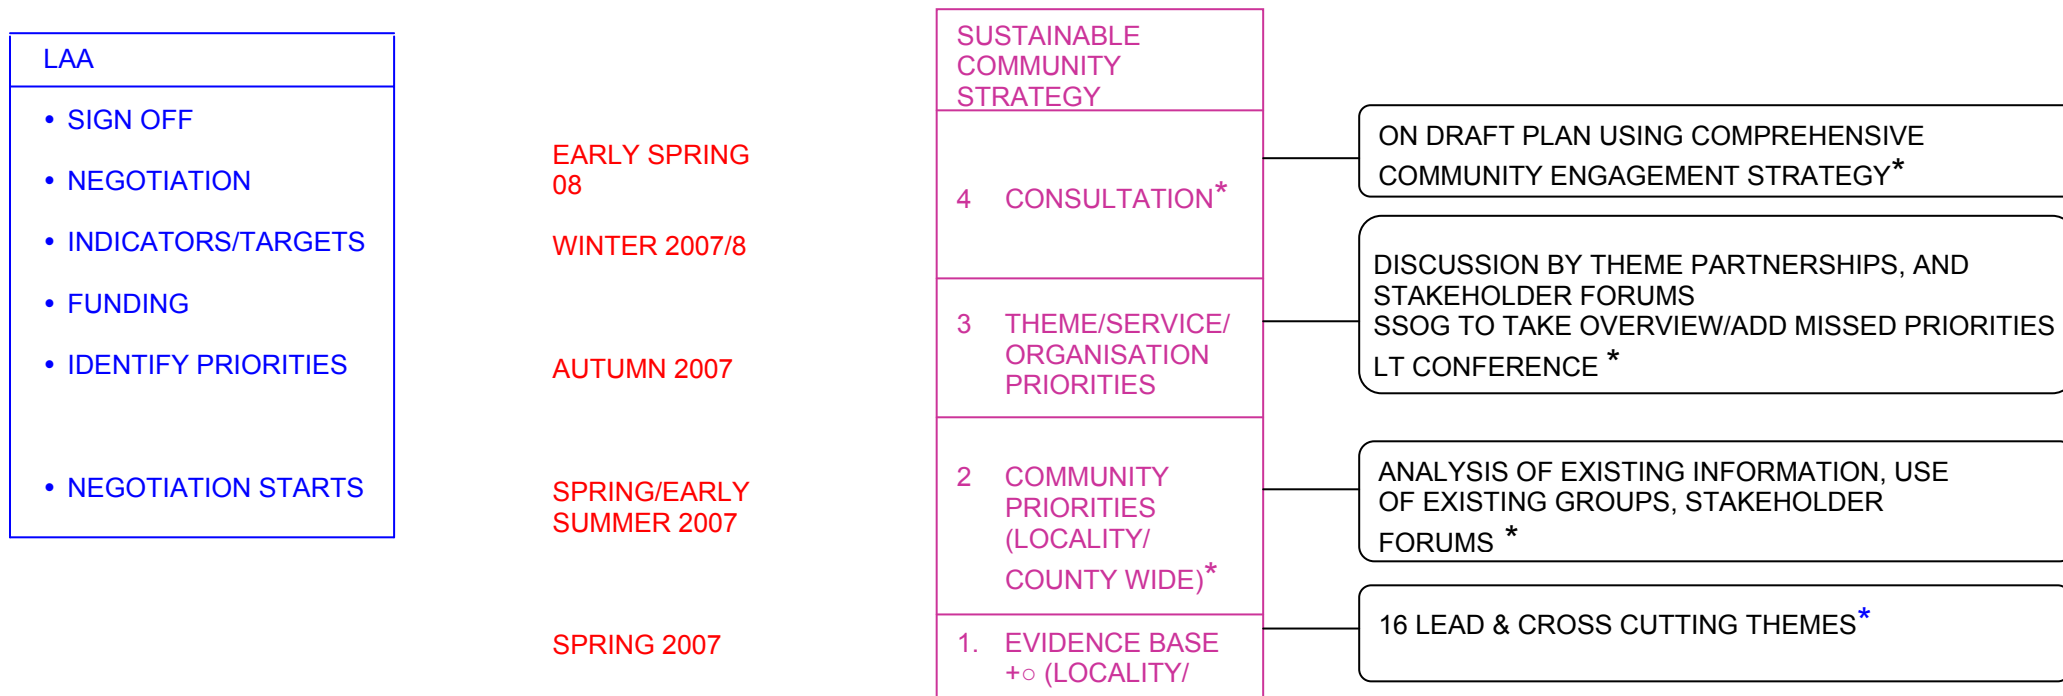 LAA
• SIGN OFF
• NEGOTIATION
• INDICATORS/TARGETS
• FUNDING
• IDENTIFY PRIORITIES
• NEGOTIATION STARTS
EARLY SPRING
08
WINTER 2007/8
AUTUMN 2007
SPRING/EARLY
SUMMER 2007
SPRING 2007
SUSTAINABLE
COMMUNITY
STRATEGY
4 CONSULTATION*
3 THEME/SERVICE/
ORGANISATION
PRIORITIES
2 COMMUNITY
PRIORITIES
(LOCALITY/
COUNTY WIDE)*
1. EVIDENCE BASE
+○ (LOCALITY/
ON DRAFT PLAN USING COMPREHENSIVE
COMMUNITY ENGAGEMENT STRATEGY*
DISCUSSION BY THEME PARTNERSHIPS, AND
STAKEHOLDER FORUMS
SSOG TO TAKE OVERVIEW/ADD MISSED PRIORITIES
LT CONFERENCE *
ANALYSIS OF EXISTING INFORMATION, USE
OF EXISTING GROUPS, STAKEHOLDER
FORUMS *
16 LEAD & CROSS CUTTING THEMES*